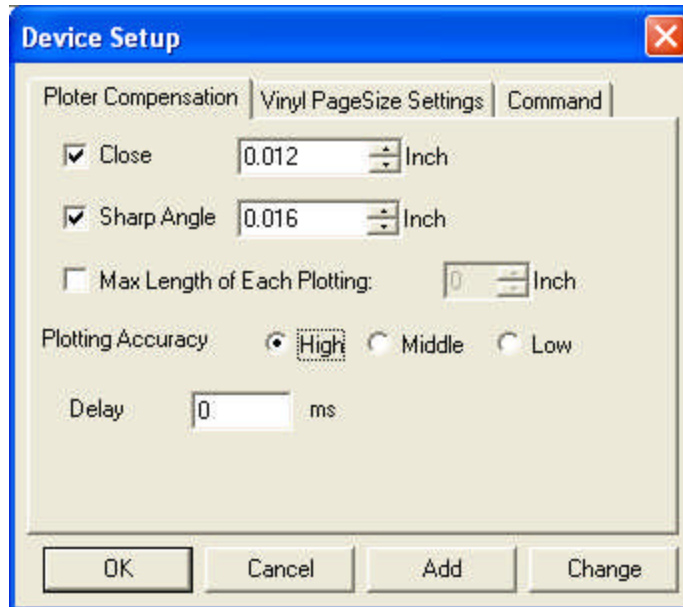 Device Setup
Ploter Compensation Vinyl PageSize Settings Command
Close 0.012 Inch
Sharp Angle 0.016 Inch
Max Length of Each Plotting: 0 Inch
Plotting Accuracy High Middle Low
Delay 0 ms
OK Cancel Add Change